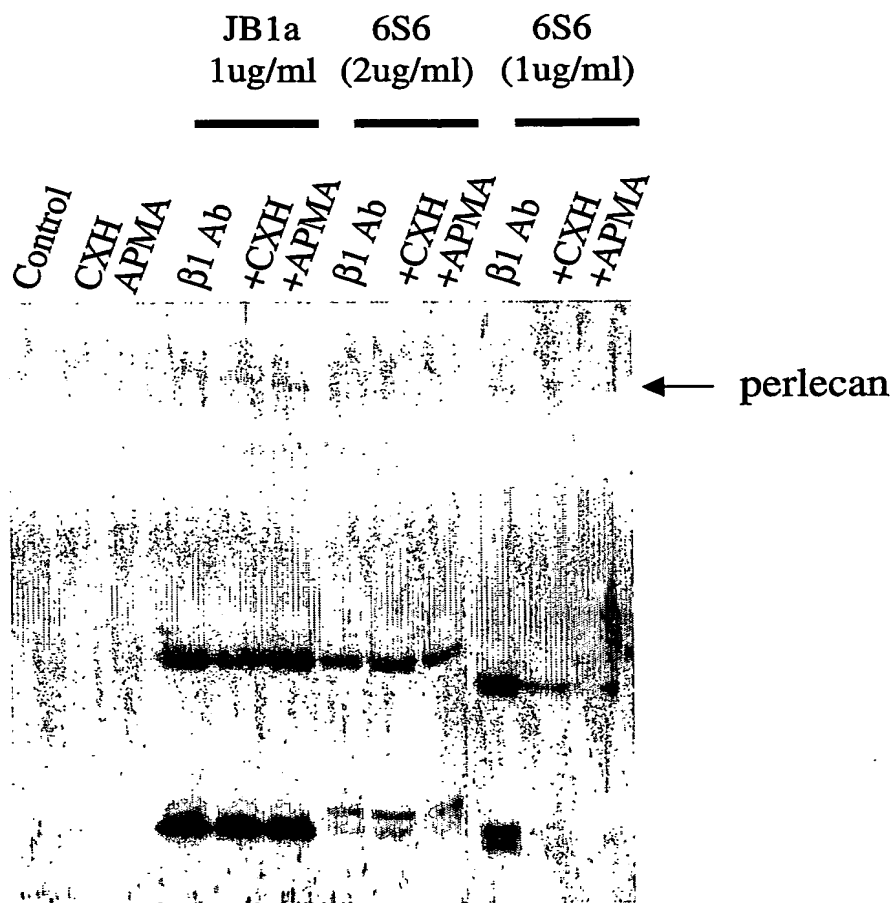 JB1a 6S6 6S6
1ug/ml (2ug/ml) (1ug/ml)
Control CXH APMA β1 Ab +CXH +APMA β1 Ab +CXH +APMA β1 Ab +CXH +APMA
perlecan